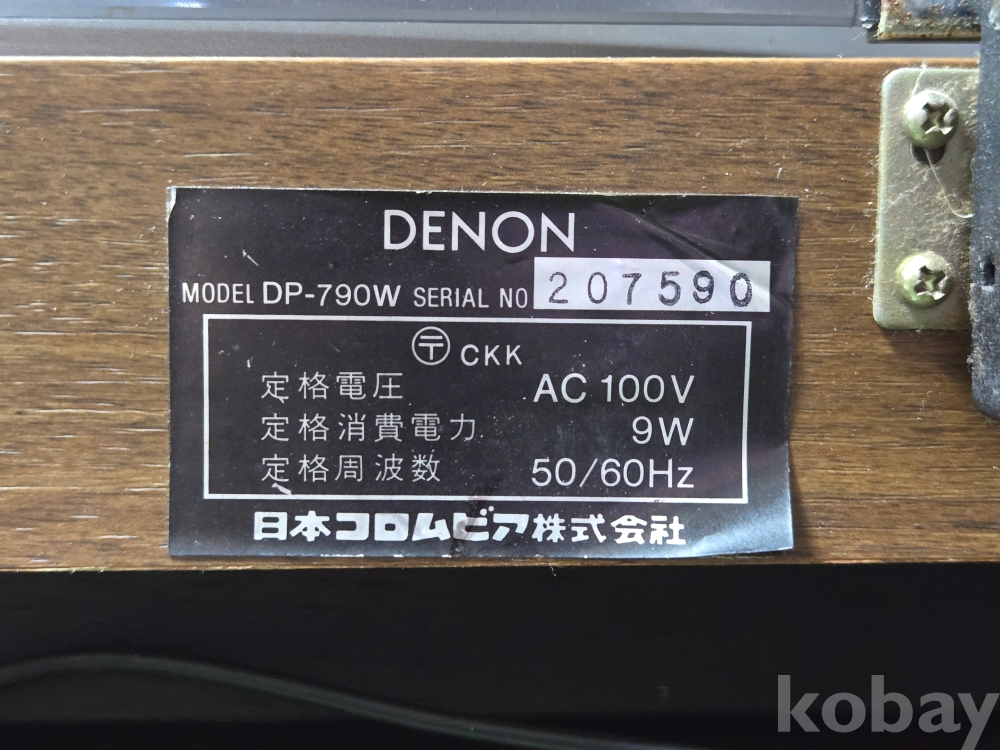 DENON
MODEL DP-790W SERIAL NO 207590
〒 CKK
定格電圧 AC 100V
定格消費電力 9W
定格周波数 50/60Hz
日本コロムビア株式会社
kobay